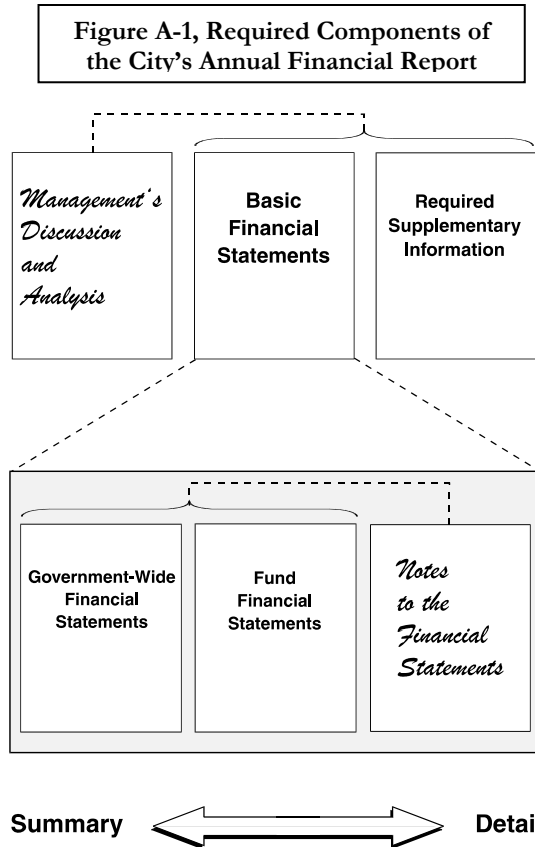 Figure A-1, Required Components of
the City's Annual Financial Report
Management's
Discussion
and
Analysis
Basic
Financial
Statements
Required
Supplementary
Information
Government-Wide
Financial
Statements
Fund
Financial
Statements
Notes
to the
Financial
Statements
Summary
Detai